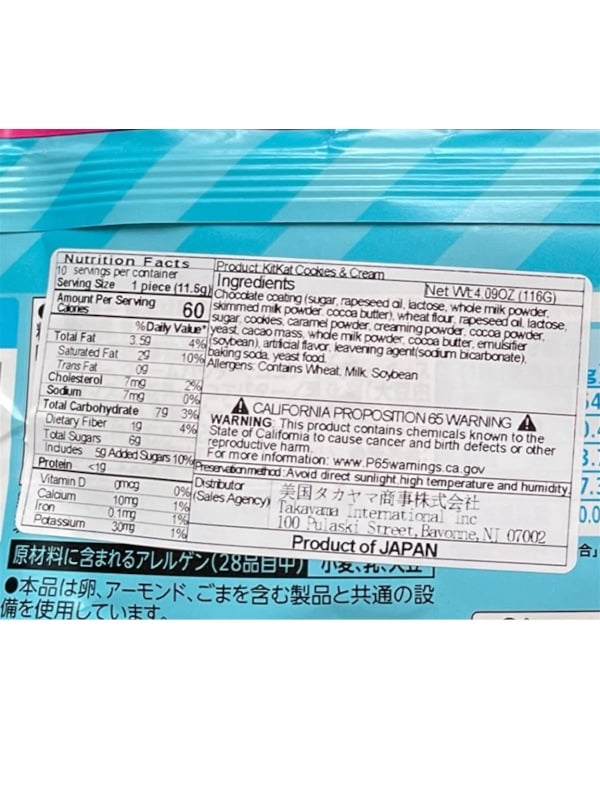 Nutrition Facts
10 servings per container
Serving Size 1 piece (11.5g)
Amount Per Serving
Calories 60
%Daily Value*
Total Fat 3.5g 4%
Saturated Fat 2g 10%
Trans Fat 0g
Cholesterol 7mg 2%
Sodium 7mg 0%
Total Carbohydrate 7g 3%
Dietary Fiber 1g 4%
Total Sugars 6g
Includes 5g Added Sugars 10%
Protein <1g
Vitamin D 0mcg 0%
Calcium 10mg 1%
Iron 0.1mg 1%
Potassium 30mg 1%
Product: KitKat Cookies & Cream
Ingredients Net Wt:4.09OZ (116G)
Chocolate coating (sugar, rapeseed oil, lactose, whole milk powder,
skimmed milk powder, cocoa butter), wheat flour, rapeseed oil, lactose,
sugar, cookies, caramel powder, creaming powder, cocoa powder,
yeast, cacao mass, whole milk powder, cocoa butter, emulsifier
(soybean), artificial flavor, leavening agent(sodium bicarbonate),
baking soda, yeast food.
Allergens: Contains Wheat, Milk, Soybean
CALIFORNIA PROPOSITION 65 WARNING
WARNING: This product contains chemicals known to the
State of California to cause cancer and birth defects or other
reproductive harm.
For more information: www.P65warnings.ca.gov
Preservation method :Avoid direct sunlight,high temperature and humidity.
Distributor 美国タカヤマ商事株式会社
(Sales Agency) Takayama International Inc
100 Pulaski Street, Bayonne, NJ 07002
Product of JAPAN
原材料に含まれるアレルゲン(28品目中) 小麦、乳、大豆
●本品は卵、アーモンド、ごまを含む製品と共通の設
備を使用しています。